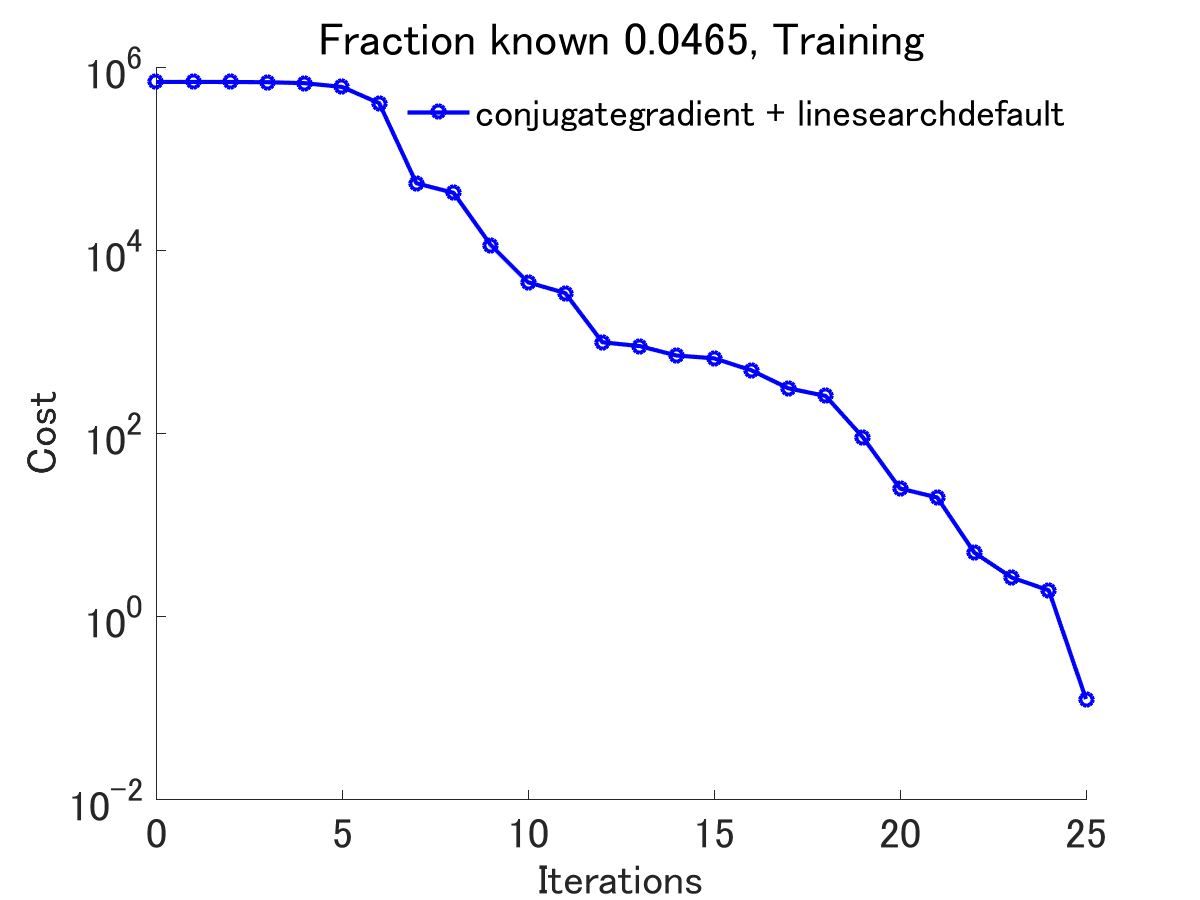 Fraction known 0.0465, Training
conjugategradient + linesearchdefault
10^6
10^4
10^2
10^0
10^−2
Cost
0 5 10 15 20 25
Iterations